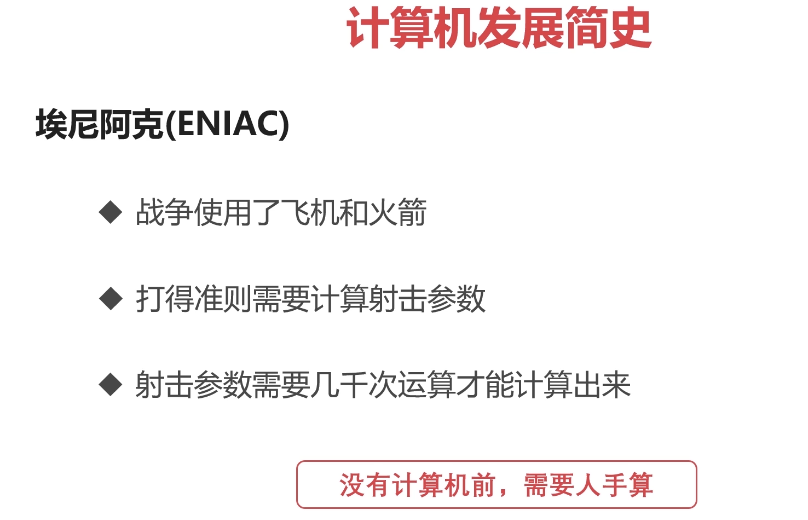 计算机发展简史
埃尼阿克(ENIAC)
◆ 战争使用了飞机和火箭
◆ 打得准则需要计算射击参数
◆ 射击参数需要几千次运算才能计算出来
没有计算机前，需要人手算